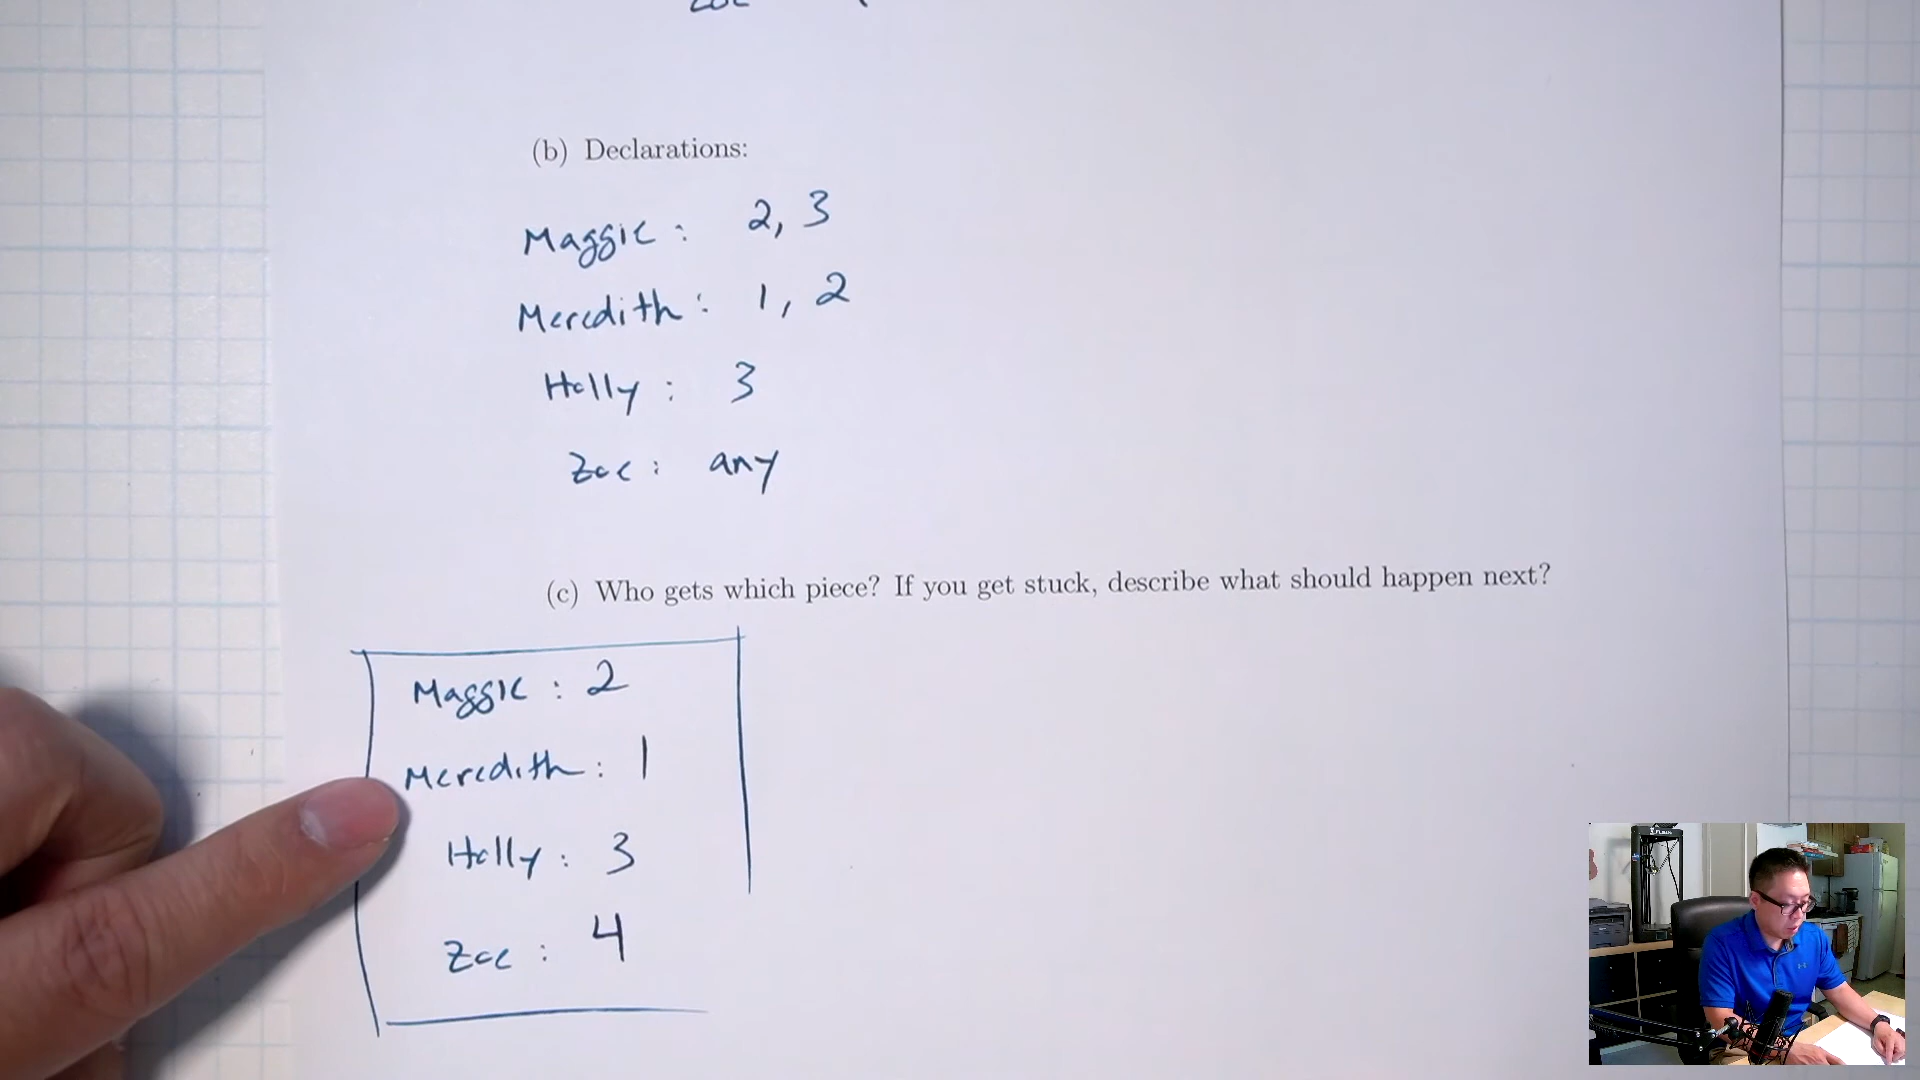 (b) Declarations:
Maggie : 2, 3
Meredith : 1, 2
Holly : 3
Zoe : any
(c) Who gets which piece? If you get stuck, describe what should happen next?
Maggie : 2
Meredith : 1
Holly : 3
Zoe : 4